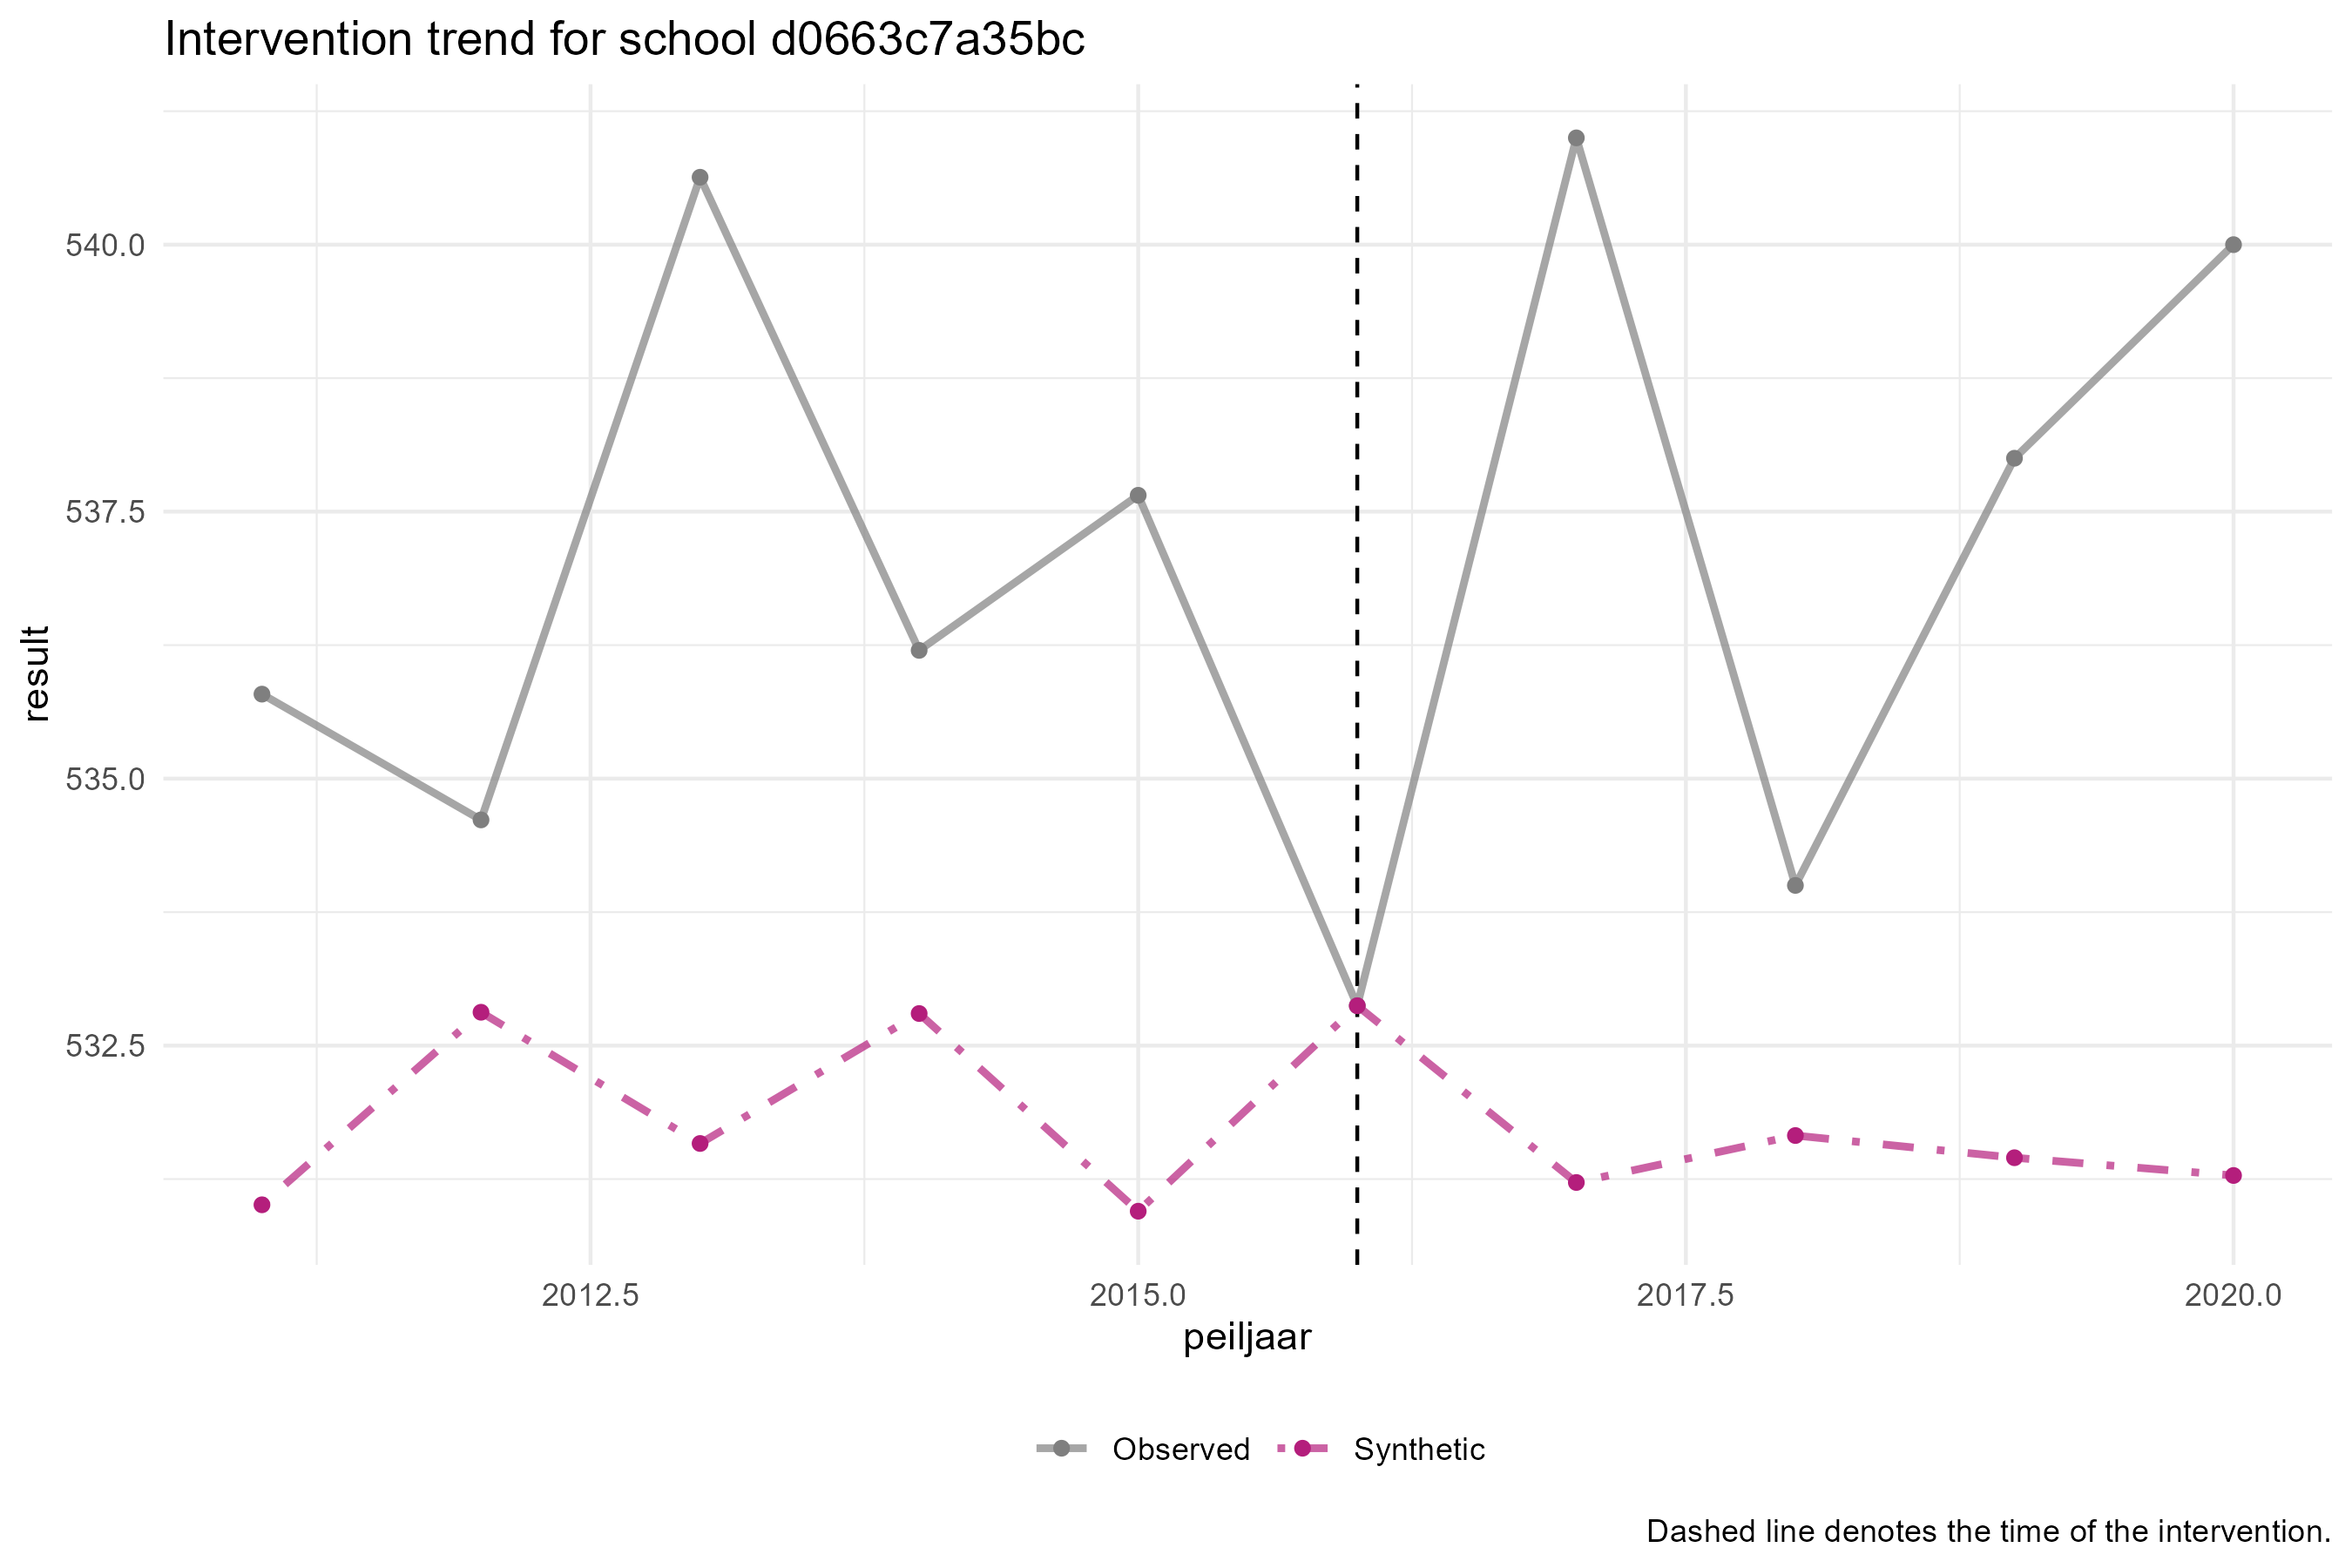 Intervention trend for school d0663c7a35bc
540.0
537.5
535.0
532.5
result
2012.5 2015.0 2017.5 2020.0
peiljaar
Observed Synthetic
Dashed line denotes the time of the intervention.